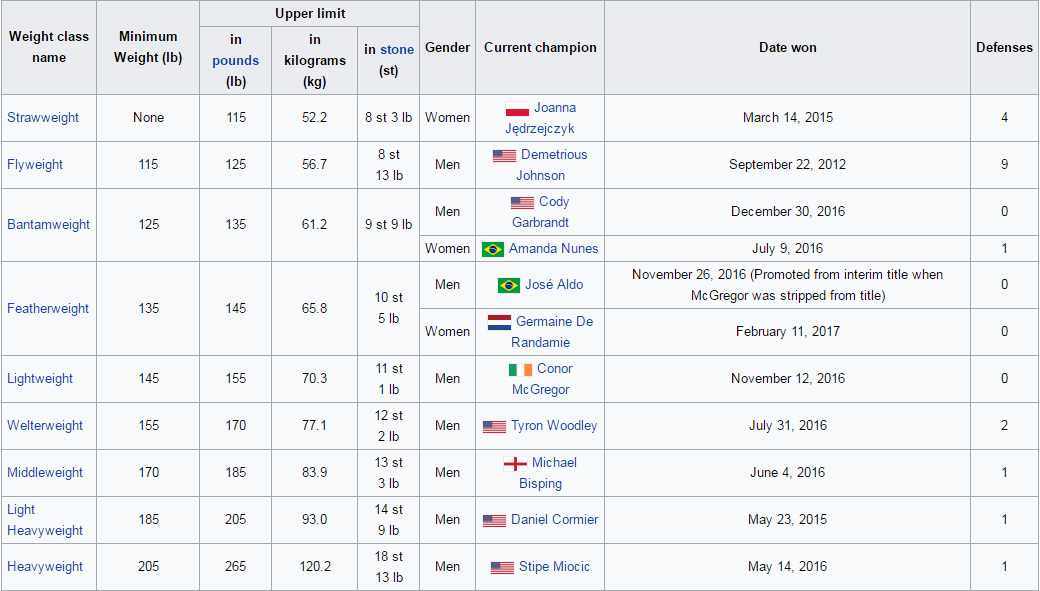 Weight class name Minimum Weight (lb) Upper limit Gender Current champion Date won Defenses
in pounds (lb) in kilograms (kg) in stone (st)
Strawweight None 115 52.2 8 st 3 lb Women Joanna Jędrzejczyk March 14, 2015 4
Flyweight 115 125 56.7 8 st 13 lb Men Demetrious Johnson September 22, 2012 9
Bantamweight 125 135 61.2 9 st 9 lb Men Cody Garbrandt December 30, 2016 0
Women Amanda Nunes July 9, 2016 1
Featherweight 135 145 65.8 10 st 5 lb Men José Aldo November 26, 2016 (Promoted from interim title when McGregor was stripped from title) 0
Women Germaine De Randamie February 11, 2017 0
Lightweight 145 155 70.3 11 st 1 lb Men Conor McGregor November 12, 2016 0
Welterweight 155 170 77.1 12 st 2 lb Men Tyron Woodley July 31, 2016 2
Middleweight 170 185 83.9 13 st 3 lb Men Michael Bisping June 4, 2016 1
Light Heavyweight 185 205 93.0 14 st 9 lb Men Daniel Cormier May 23, 2015 1
Heavyweight 205 265 120.2 18 st 13 lb Men Stipe Miocic May 14, 2016 1